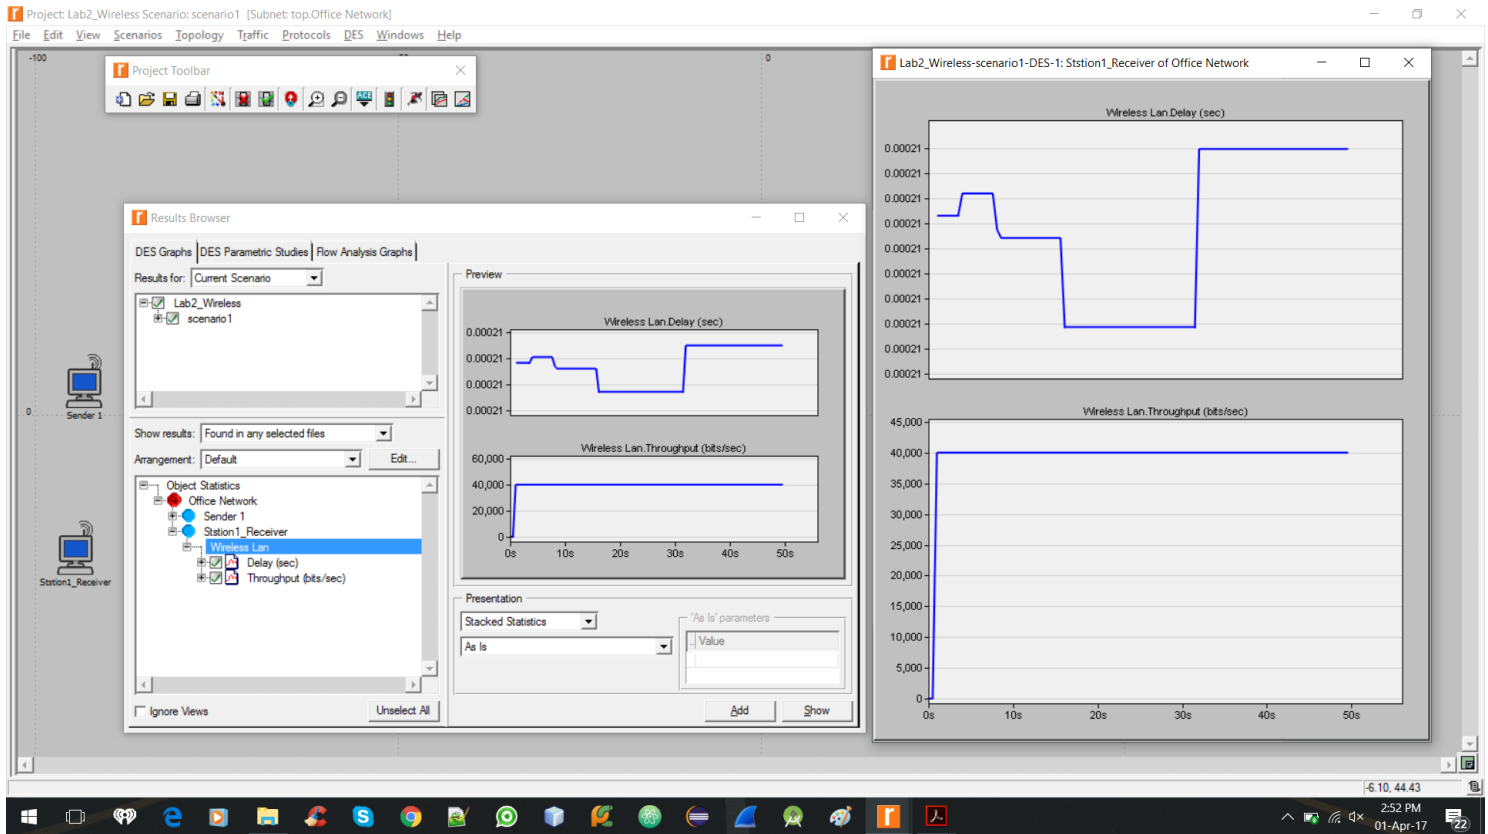 Project: Lab2_Wireless Scenario: scenario1 [Subnet: top.Office Network]
File Edit View Scenarios Topology Traffic Protocols DES Windows Help
-100
0
Project Toolbar
ACE
0
Sender 1
Ststion1_Receiver
Results Browser
DES Graphs DES Parametric Studies Flow Analysis Graphs
Results for: Current Scenario
Lab2_Wireless
scenario1
Show results: Found in any selected files
Arrangement: Default Edit...
Object Statistics
Office Network
Sender 1
Ststion1_Receiver
Wireless Lan
Delay (sec)
Throughput (bits/sec)
Ignore Views Unselect All
Preview
Wireless Lan.Delay (sec)
0.00021
0.00021
0.00021
0.00021
Wireless Lan.Throughput (bits/sec)
60,000
40,000
20,000
0
0s 10s 20s 30s 40s 50s
Presentation
Stacked Statistics
As Is
'As Is' parameters
.. Value
Add Show
Lab2_Wireless-scenario1-DES-1: Ststion1_Receiver of Office Network
Wireless Lan.Delay (sec)
0.00021
0.00021
0.00021
0.00021
0.00021
0.00021
0.00021
0.00021
0.00021
0.00021
Wireless Lan.Throughput (bits/sec)
45,000
40,000
35,000
30,000
25,000
20,000
15,000
10,000
5,000
0
0s 10s 20s 30s 40s 50s
-6.10, 44.43
2:52 PM
01-Apr-17
22